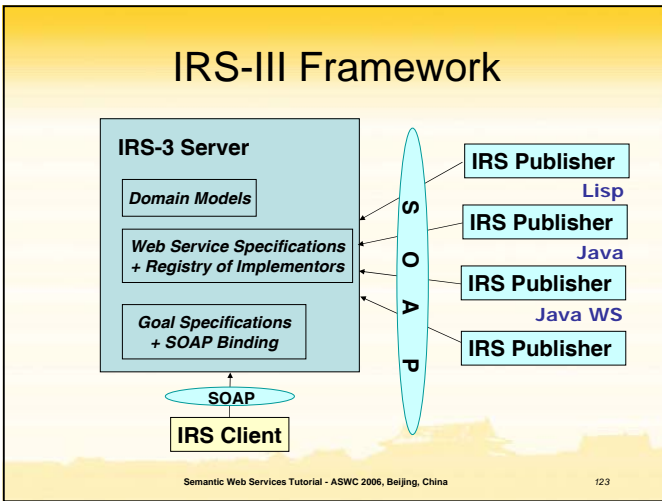 IRS-III Framework
IRS-3 Server
Domain Models
Web Service Specifications
+ Registry of Implementors
Goal Specifications
+ SOAP Binding
SOAP
IRS Client
S
O
A
P
IRS Publisher
Lisp
IRS Publisher
Java
IRS Publisher
Java WS
IRS Publisher
Semantic Web Services Tutorial - ASWC 2006, Beijing, China
123